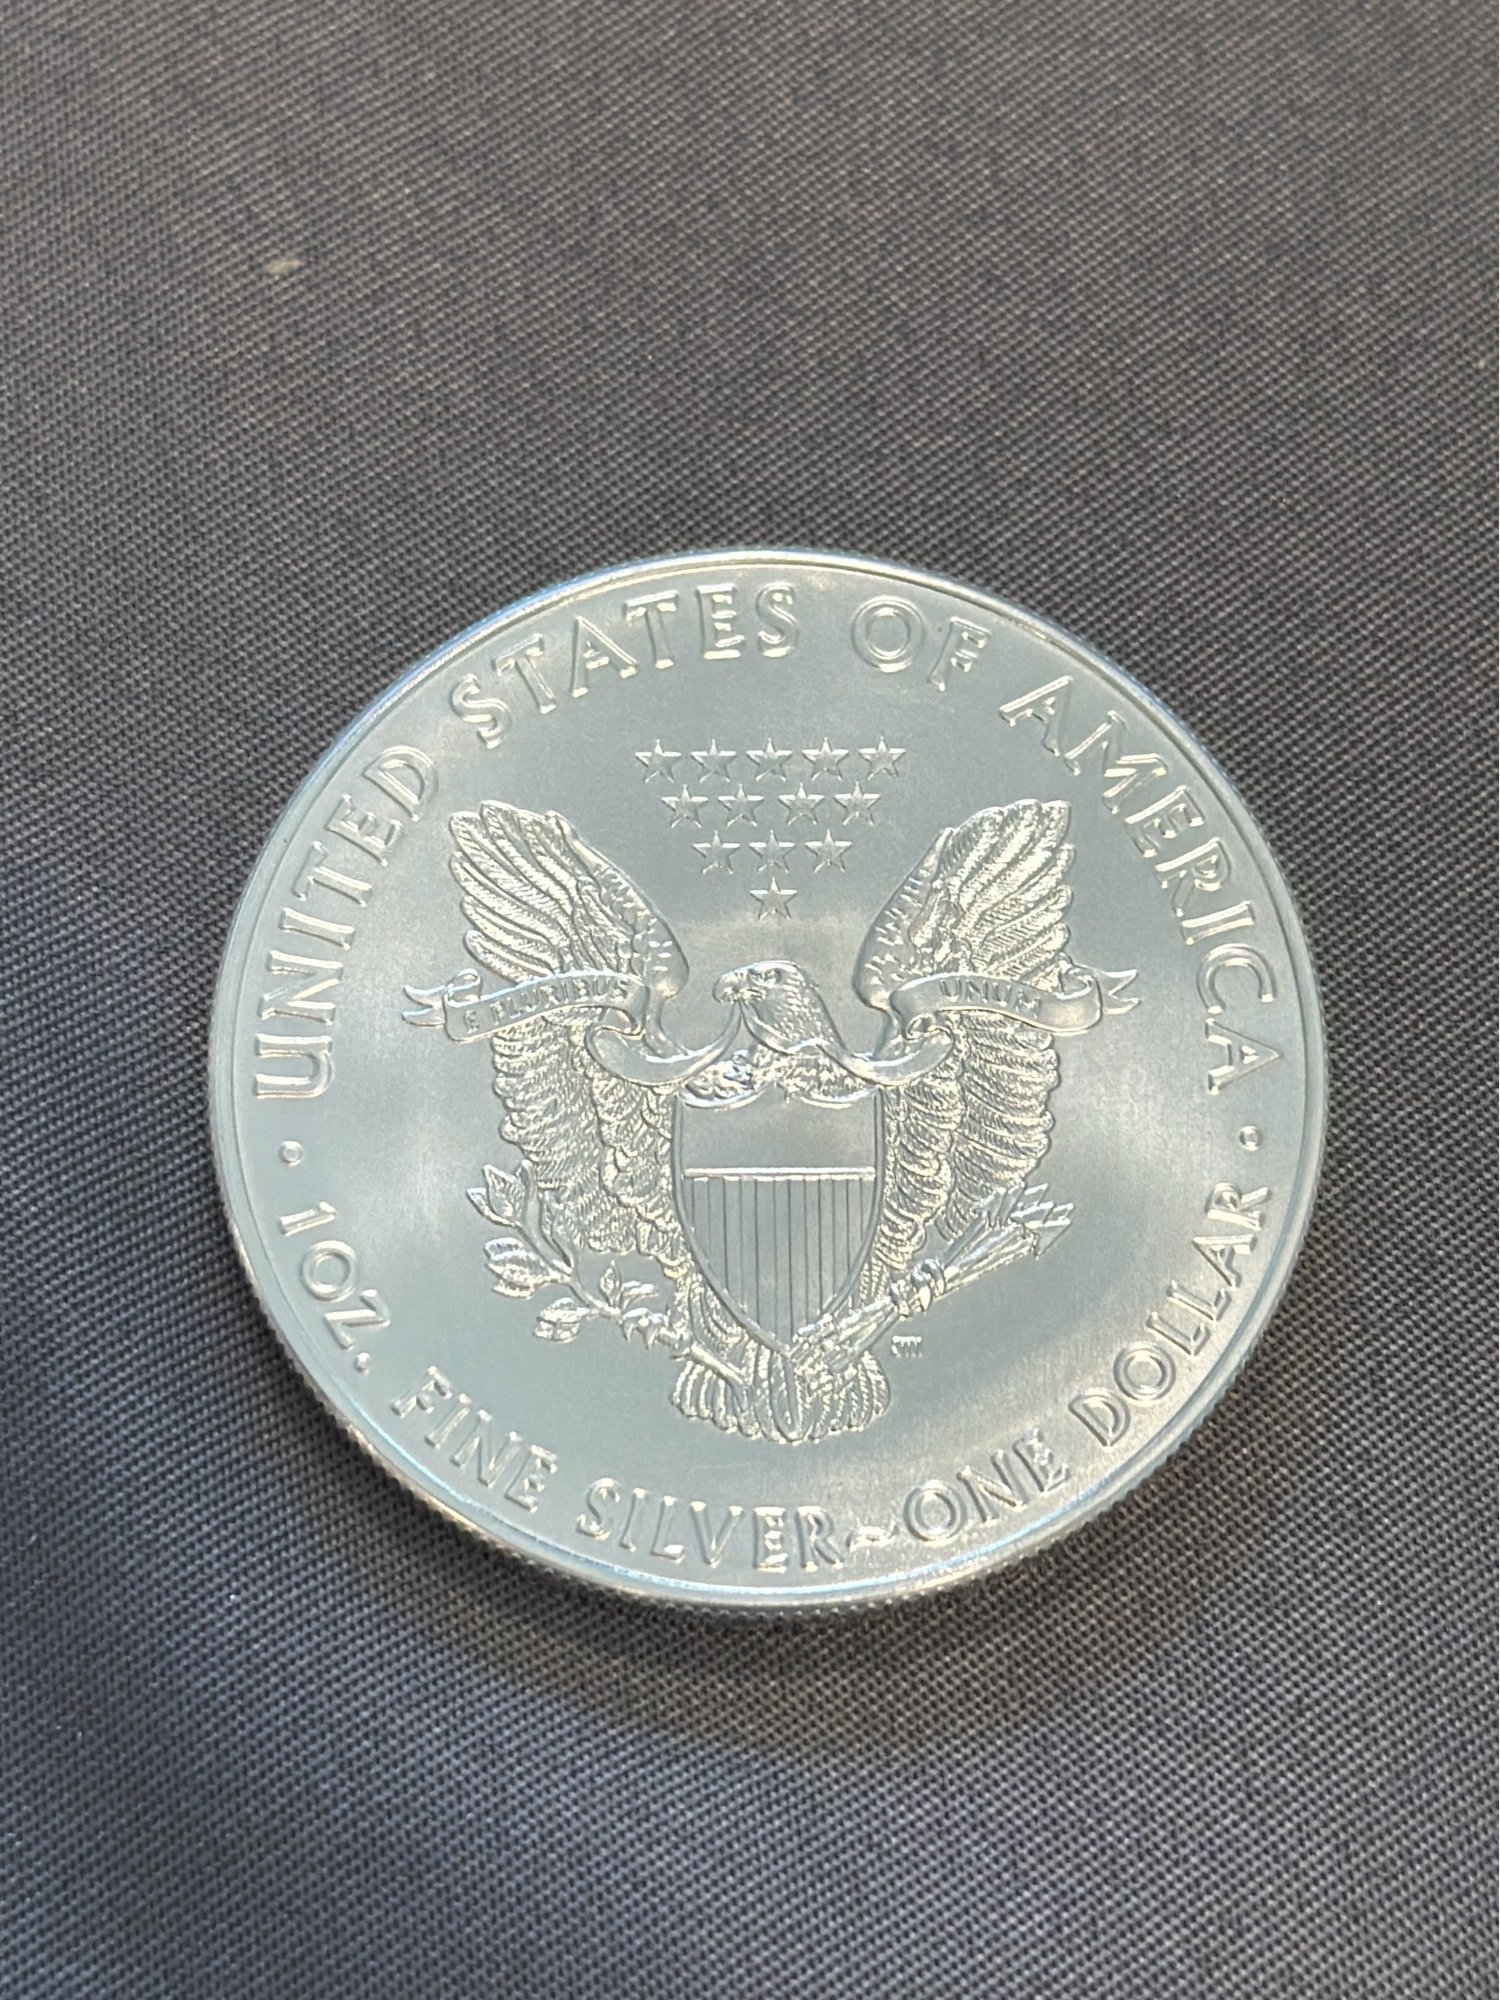 UNITED STATES OF AMERICA
E PLURIBUS UNUM
1 OZ. FINE SILVER~ONE DOLLAR